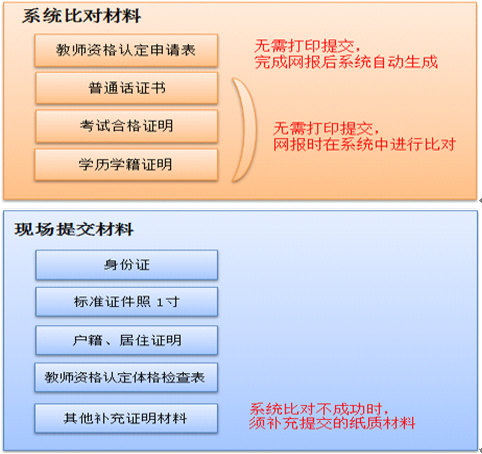 系统比对材料
教师资格认定申请表
无需打印提交，
完成网报后系统自动生成
普通话证书
考试合格证明
学历学籍证明
无需打印提交，
网报时在系统中进行比对
现场提交材料
身份证
标准证件照 1寸
户籍、居住证明
教师资格认定体格检查表
其他补充证明材料
系统比对不成功时，
须补充提交的纸质材料